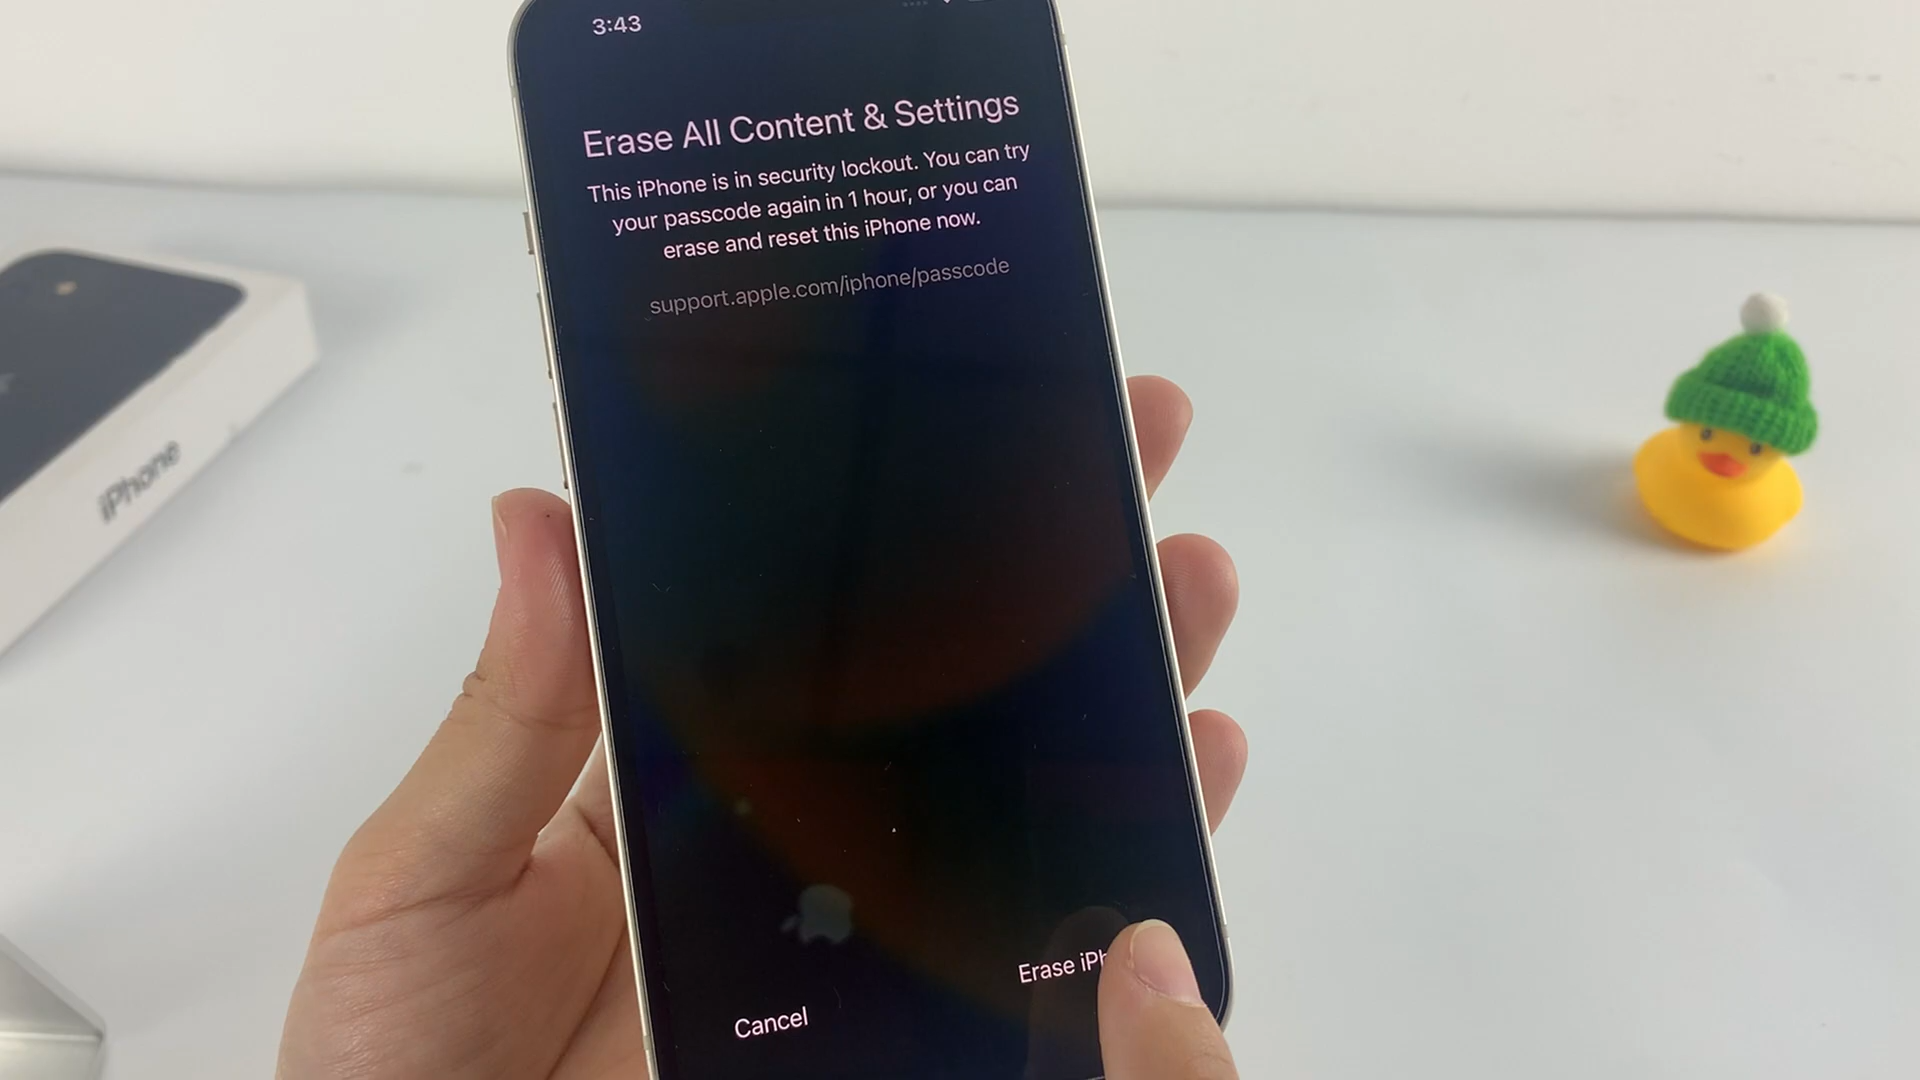 3:43
Erase All Content & Settings
This iPhone is in security lockout. You can try
your passcode again in 1 hour, or you can
erase and reset this iPhone now.
support.apple.com/iphone/passcode
iPhone
Erase
Cancel